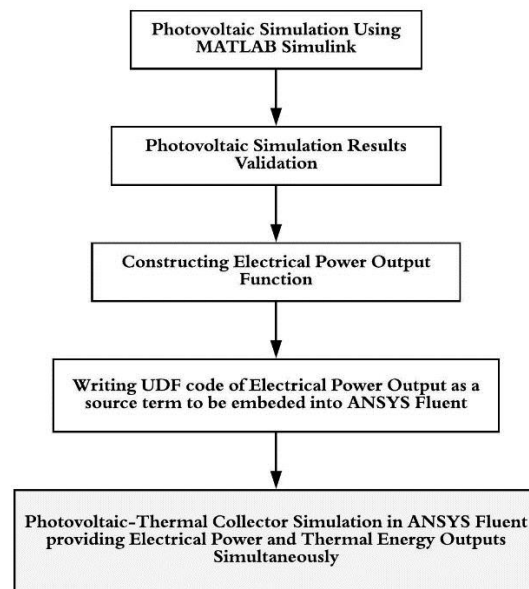 Photovoltaic Simulation Using
MATLAB Simulink
Photovoltaic Simulation Results
Validation
Constructing Electrical Power Output
Function
Writing UDF code of Electrical Power Output as a
source term to be embeded into ANSYS Fluent
Photovoltaic-Thermal Collector Simulation in ANSYS Fluent
providing Electrical Power and Thermal Energy Outputs
Simultaneously